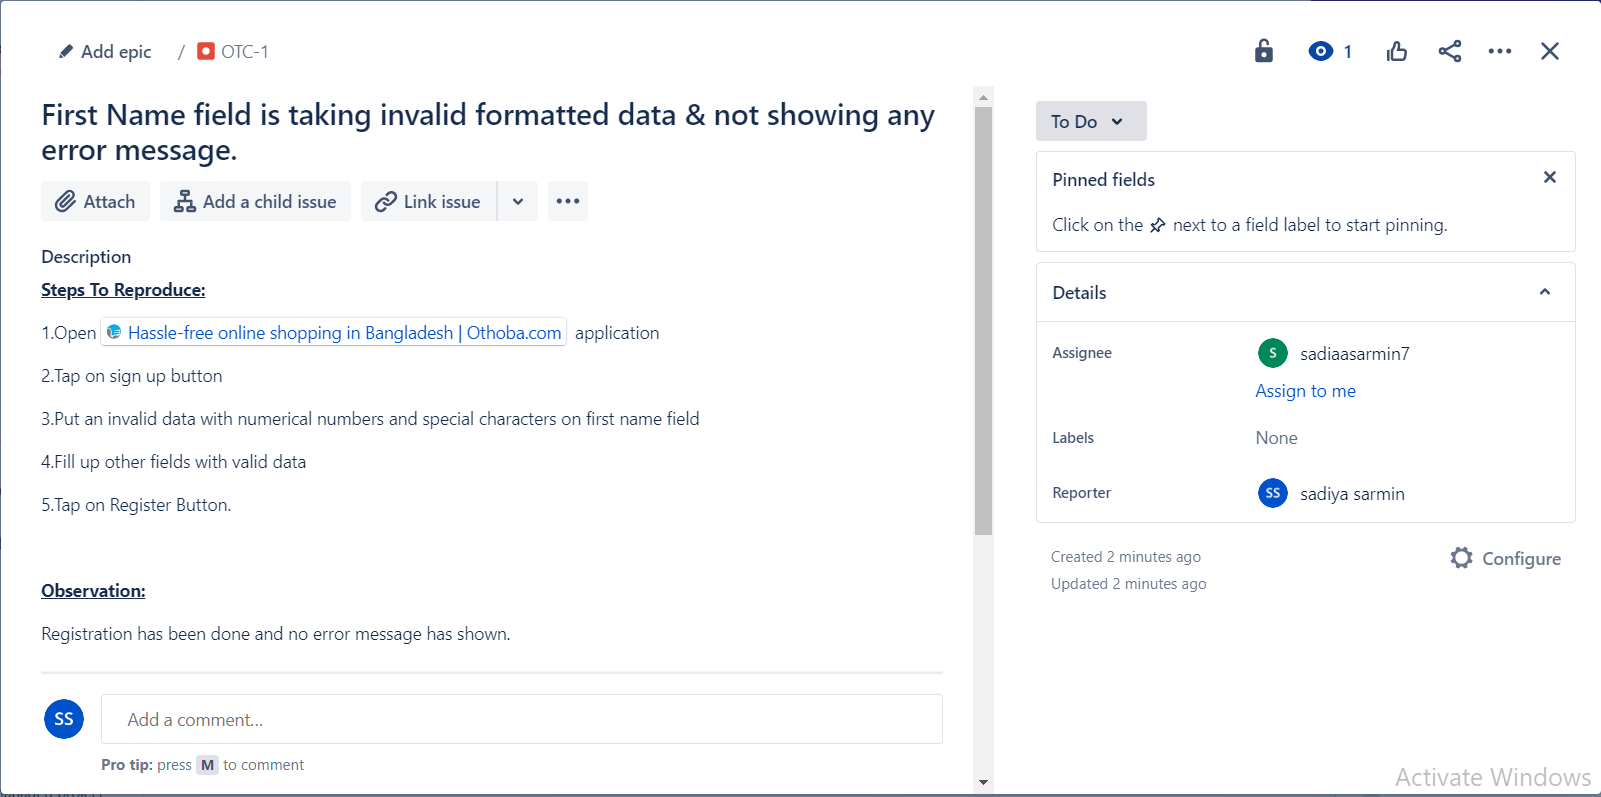 Add epic / OTC-1
1
First Name field is taking invalid formatted data & not showing any
error message.
Attach
Add a child issue
Link issue
Description
Steps To Reproduce:
1.Open Hassle-free online shopping in Bangladesh | Othoba.com application
2.Tap on sign up button
3.Put an invalid data with numerical numbers and special characters on first name field
4.Fill up other fields with valid data
5.Tap on Register Button.
Observation:
Registration has been done and no error message has shown.
SS
Add a comment...
Pro tip: press M to comment
To Do
Pinned fields
Click on the next to a field label to start pinning.
Details
Assignee
S sadiaasarmin7
Assign to me
Labels
None
Reporter
SS sadiya sarmin
Created 2 minutes ago
Updated 2 minutes ago
Configure
Activate Windows